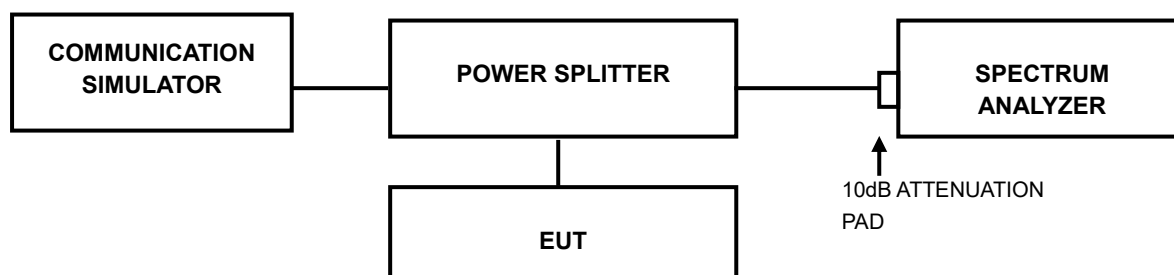 COMMUNICATION
SIMULATOR
POWER SPLITTER
SPECTRUM
ANALYZER
10dB ATTENUATION
PAD
EUT